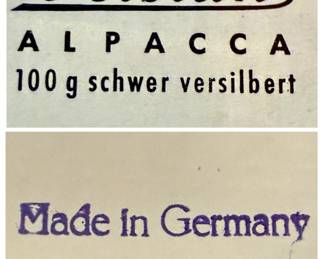 ALPACCA
100 g schwer versilbert
Made in Germany